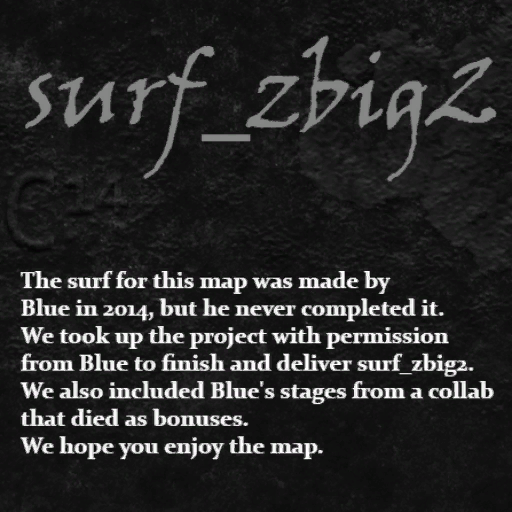 surf_zbig2
The surf for this map was made by
Blue in 2014, but he never completed it.
We took up the project with permission
from Blue to finish and deliver surf_zbig2.
We also included Blue's stages from a collab
that died as bonuses.
We hope you enjoy the map.